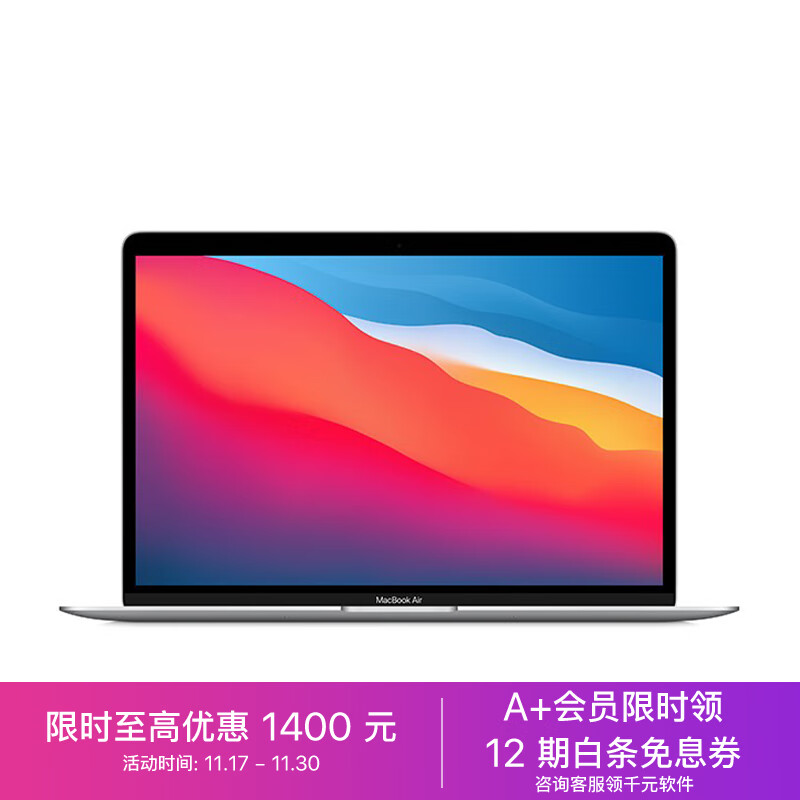 MacBook Air
限时至高优惠 1400 元
活动时间: 11.17 – 11.30
A+会员限时领
12 期白条免息券
咨询客服领千元软件